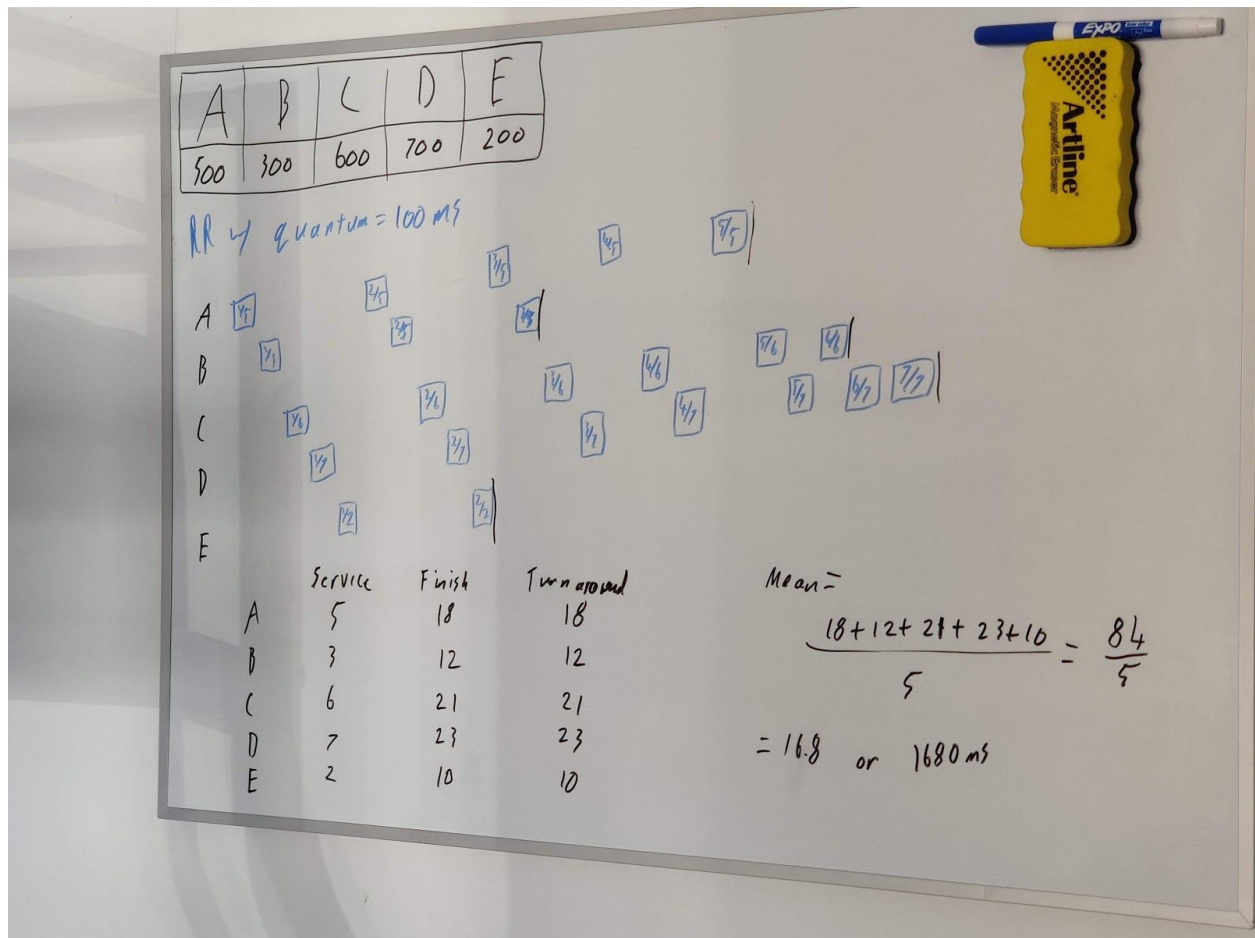 EXPO
Artline
Magnetic Eraser
A B C D E
500 300 600 700 200
RR w/ quantum = 100 ms
A 1/5 2/5 3/5 4/5 5/5
B 1/3 2/3 3/3
C 1/6 2/6 3/6 4/6 5/6 6/6
D 1/7 2/7 3/7 4/7 5/7 6/7 7/7
E 1/2 2/2
Service Finish Turnaround
A 5 18 18
B 3 12 12
C 6 21 21
D 7 23 23
E 2 10 10
Mean =
18+12+21+23+10 = 84
5 5
= 16.8 or 1680 ms